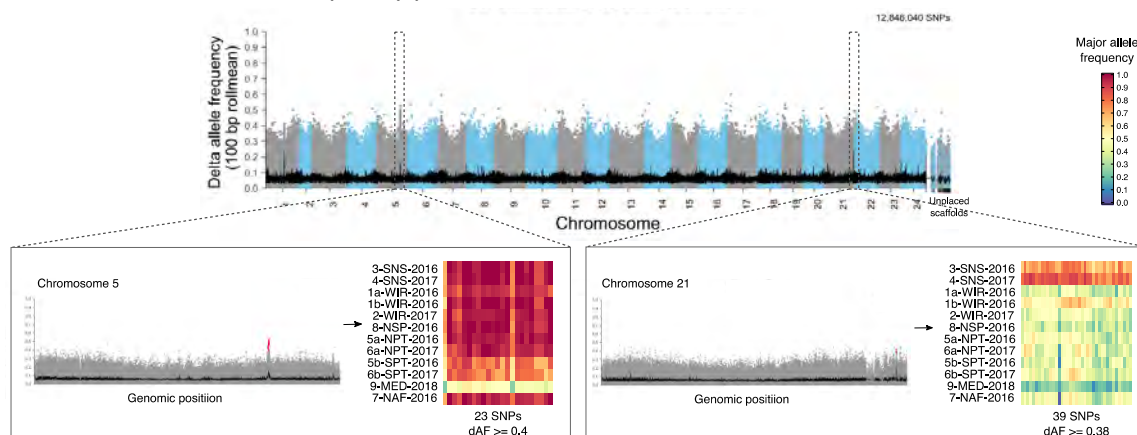 12,846,040 SNPs
Major allele
frequency
1.0
0.9
0.8
0.7
0.6
0.5
0.4
0.3
0.2
0.1
0.0
Delta allele frequency
(100 bp rollmean)
1.0
0.9
0.8
0.7
0.6
0.5
0.4
0.3
0.2
0.1
0.0
1 2 3 4 5 6 7 8 9 10 11 12 13 14 15 16 17 18 19 20 21 22 23 24
Unplaced
scaffolds
Chromosome
Chromosome 5
Genomic positiion
3-SNS-2016
4-SNS-2017
1a-WIR-2016
1b-WIR-2016
2-WIR-2017
8-NSP-2016
5a-NPT-2016
6a-NPT-2017
5b-SPT-2016
6b-SPT-2017
9-MED-2018
7-NAF-2016
23 SNPs
dAF >= 0.4
Chromosome 21
Genomic positiion
3-SNS-2016
4-SNS-2017
1a-WIR-2016
1b-WIR-2016
2-WIR-2017
8-NSP-2016
5a-NPT-2016
6a-NPT-2017
5b-SPT-2016
6b-SPT-2017
9-MED-2018
7-NAF-2016
39 SNPs
dAF >= 0.38